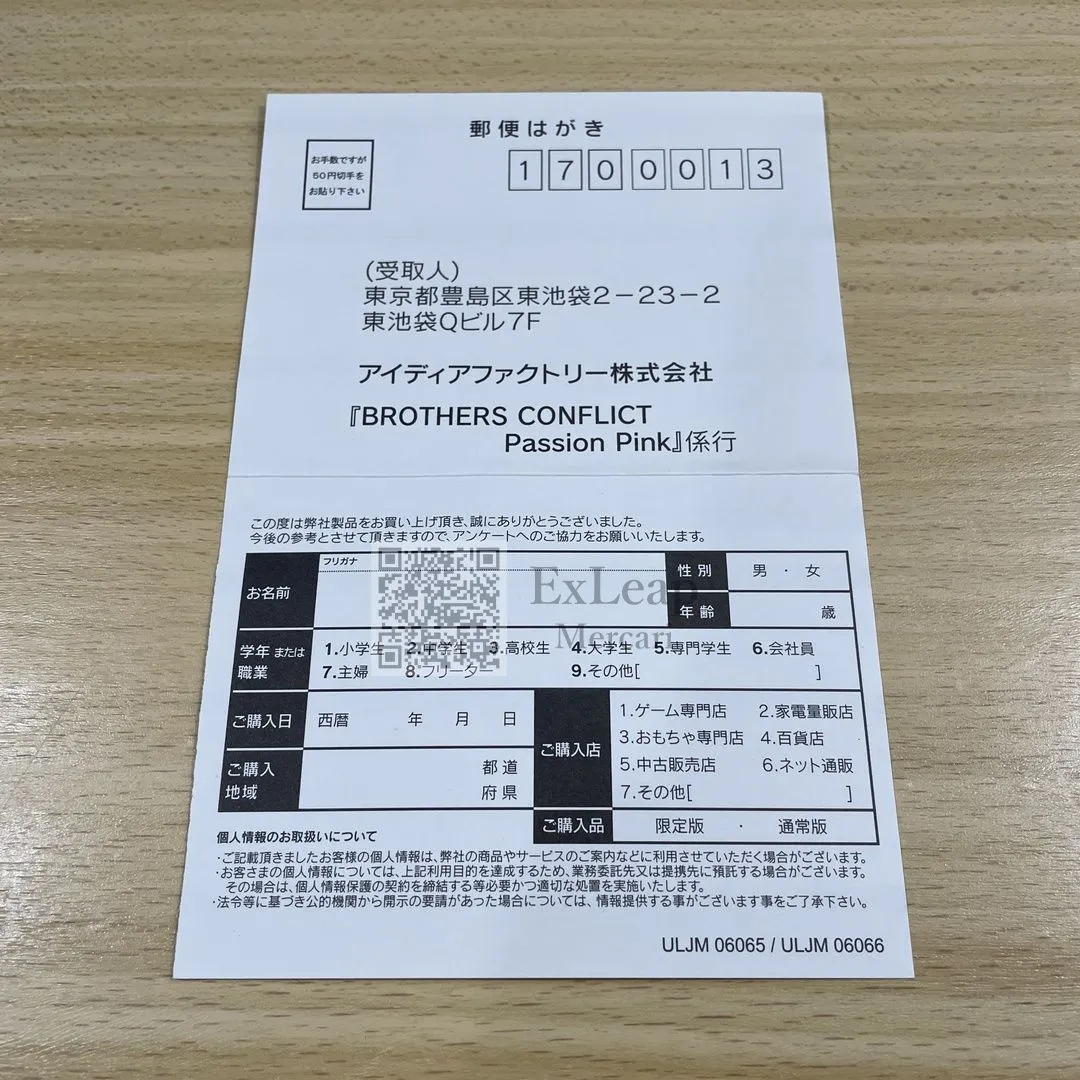 郵便はがき
お手数ですが
50円切手を
お貼り下さい
1700013
(受取人)
東京都豊島区東池袋2-23-2
東池袋Qビル7F
アイディアファクトリー株式会社
『BROTHERS CONFLICT
Passion Pink』係行
この度は弊社製品をお買い上げ頂き、誠にありがとうございました。
今後の参考とさせて頂きますので、アンケートへのご協力をお願いいたします。
お名前
フリガナ
性別 男・女
年齢 歳
ExLeap
Mercari
学年または
職業
1.小学生 2.中学生 3.高校生 4.大学生 5.専門学生 6.会社員
7.主婦 8.フリーター 9.その他[ ]
ご購入日 西暦 年 月 日
ご購入
地域
都道
府県
ご購入店
1.ゲーム専門店 2.家電量販店
3.おもちゃ専門店 4.百貨店
5.中古販売店 6.ネット通販
7.その他[ ]
ご購入品 限定版 ・ 通常版
個人情報のお取扱いについて
・ご記載頂きましたお客様の個人情報は、弊社の商品やサービスのご案内などに利用させていただく場合がございます。
・お客さまの個人情報については、上記利用目的を達成するため、業務委託先又は提携先に預託する場合がございます。
その場合は、個人情報保護の契約を締結する等必要かつ適切な処置を実施いたします。
・法令等に基づき公的機関から開示の要請があった場合については、情報提供する事がございます事をご了承下さい。
ULJM 06065 / ULJM 06066